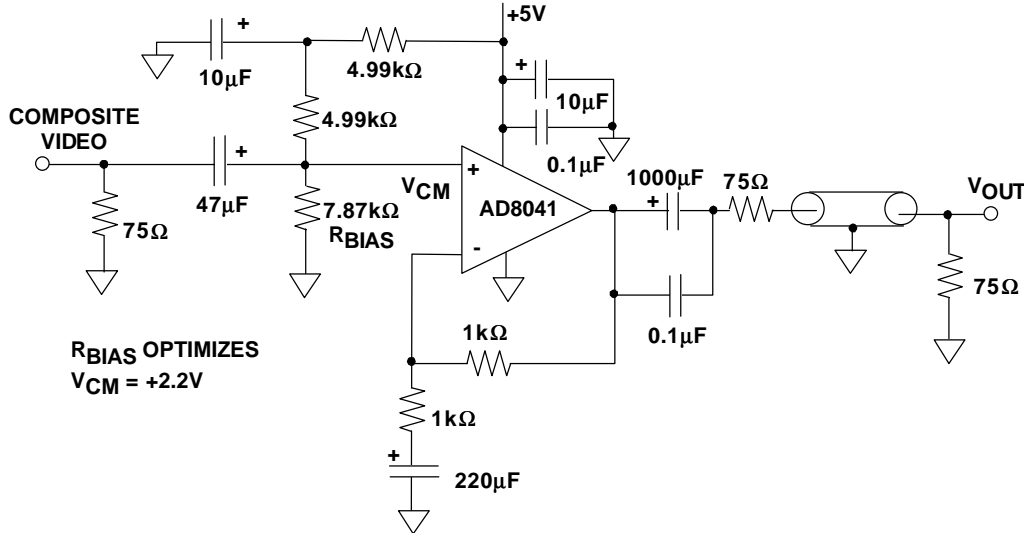 +5V
+
10µF
4.99kΩ
+
10µF
COMPOSITE
VIDEO
4.99kΩ
0.1µF
+
47µF
+
VCM
AD8041
-
1000µF
+
75Ω
VOUT
75Ω
7.87kΩ
RBIAS
75Ω
0.1µF
1kΩ
RBIAS OPTIMIZES
VCM = +2.2V
1kΩ
+
220µF